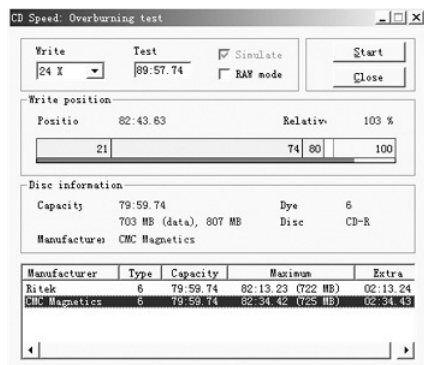 CD Speed: Overburning test
Write Test
24 X 89:57.74 Simulate Start
RAW mode Close
Write position
Positio 82:43.63 Relativ 103 %
21 74 80 100
Disc information
Capacity 79:59.74 Dye 6
703 MB (data), 807 MB Disc CD-R
Manufacturer CMC Magnetics
Manufacturer Type Capacity Maximum Extra
Ritek 6 79:59.74 82:13.23 (722 MB) 02:13.24
CMC Magnetics 6 79:59.74 82:34.42 (725 MB) 02:34.43